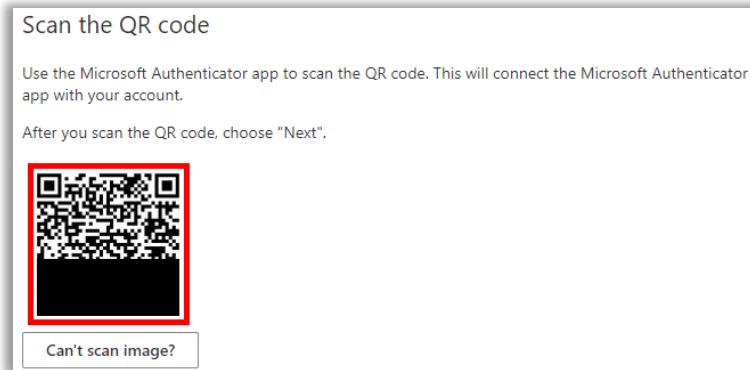 Scan the QR code
Use the Microsoft Authenticator app to scan the QR code. This will connect the Microsoft Authenticator
app with your account.
After you scan the QR code, choose "Next".
Can't scan image?